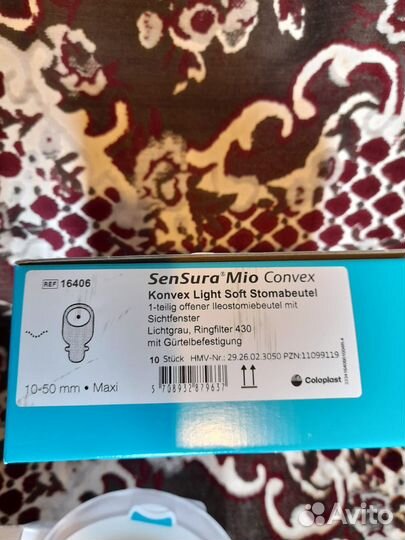 REF 16406
SenSura® Mio Convex
Konvex Light Soft Stomabeutel
1-teilig offener Ileostomiebeutel mit
Sichtfenster
Lichtgrau, Ringfilter 430
mit Gürtelbefestigung
10 Stück HMV-Nr.: 29.26.02.3050 PZN:11099119
10-50 mm • Maxi
5 708932 879637
Coloplast
Avito